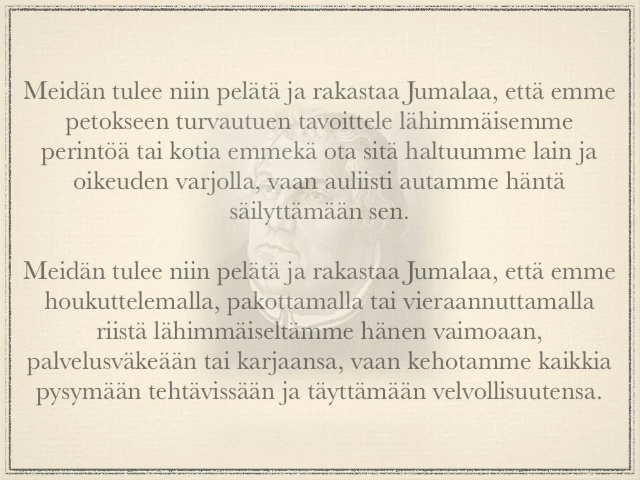 Meidän tulee niin pelätä ja rakastaa Jumalaa, että emme
petokseen turvautuen tavoittele lähimmäisemme
perintöä tai kotia emmekä ota sitä haltuumme lain ja
oikeuden varjolla, vaan auliisti autamme häntä
säilyttämään sen.
Meidän tulee niin pelätä ja rakastaa Jumalaa, että emme
houkuttelemalla, pakottamalla tai vieraannuttamalla
riistä lähimmäiseltämme hänen vaimoaan,
palvelusväkeään tai karjaansa, vaan kehotamme kaikkia
pysymään tehtävissään ja täyttämään velvollisuutensa.